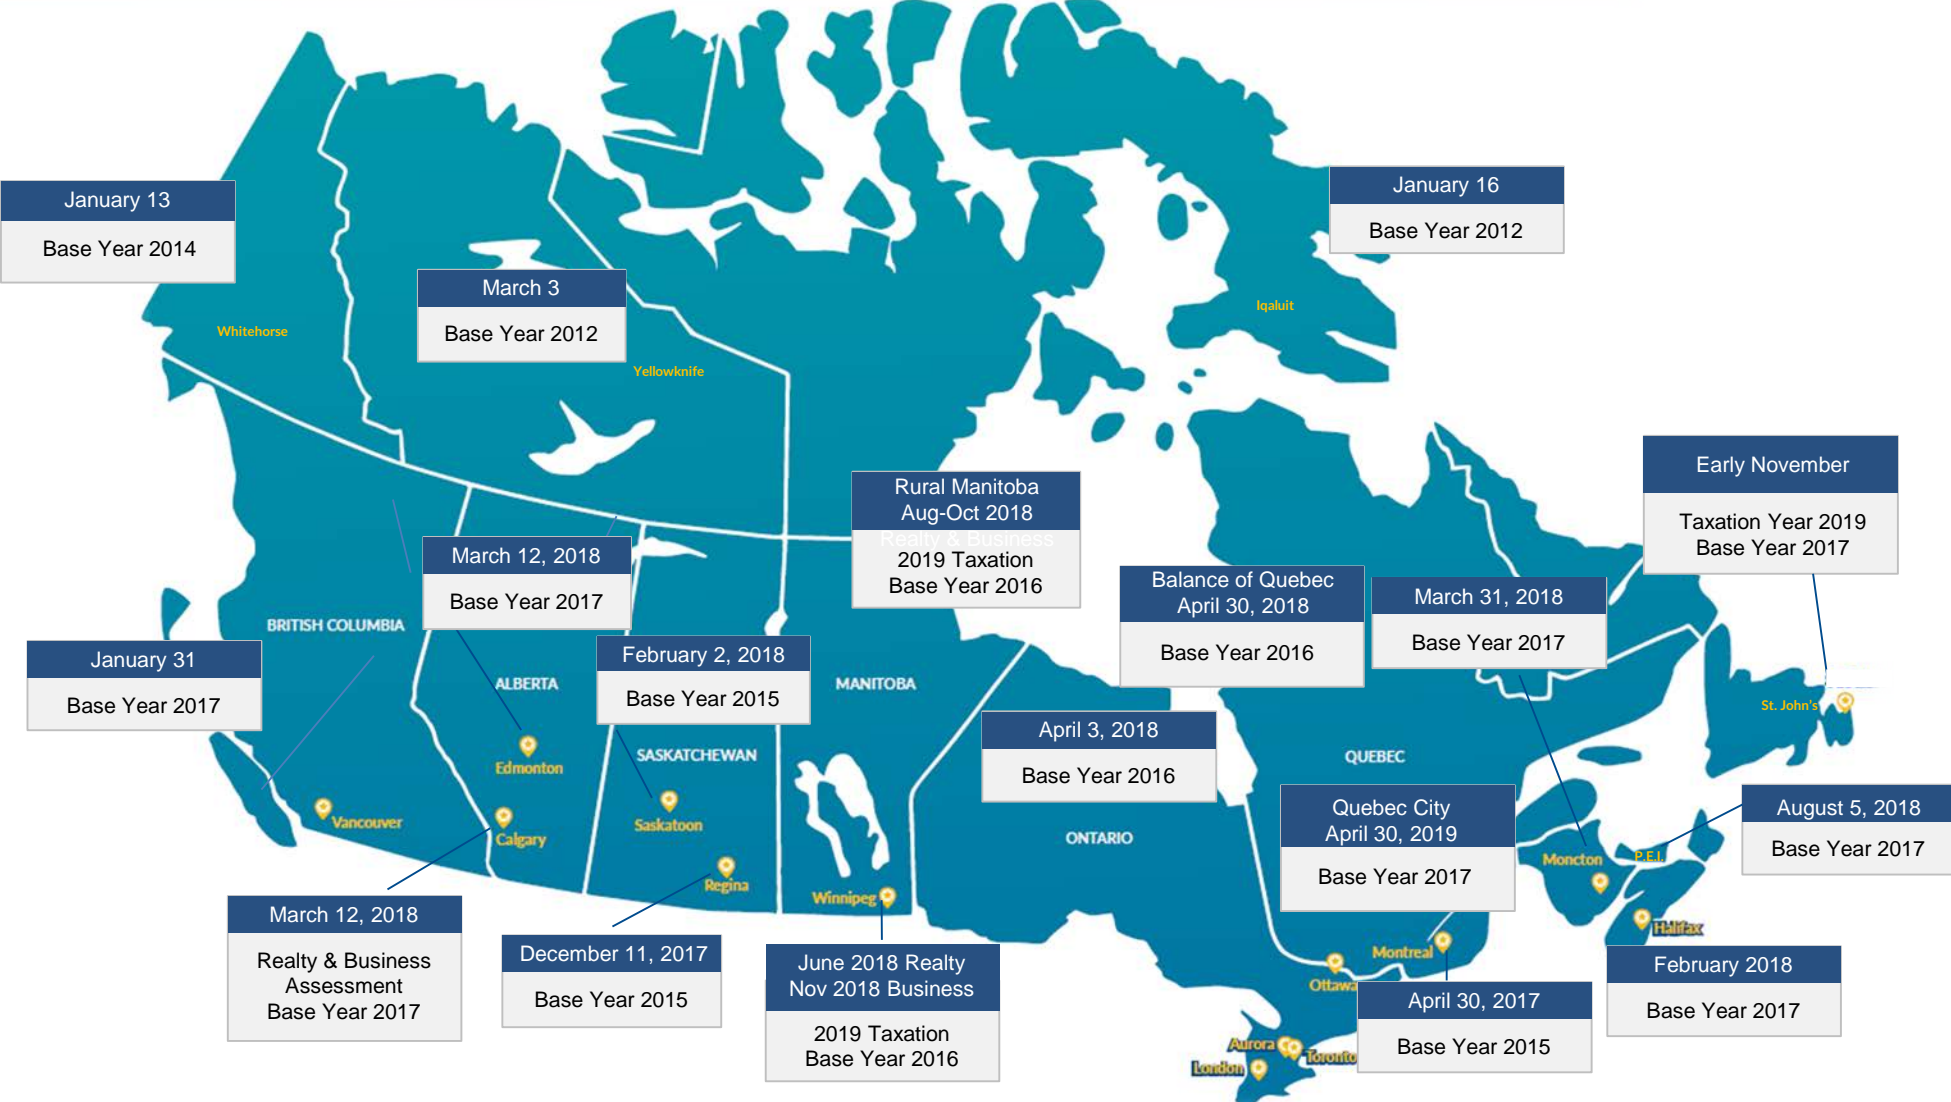 January 13
Base Year 2014
January 16
Base Year 2012
March 3
Base Year 2012
Whitehorse
Iqaluit
Yellowknife
Early November
Taxation Year 2019
Base Year 2017
Rural Manitoba
Aug-Oct 2018
Realty & Business
2019 Taxation
Base Year 2016
March 12, 2018
Base Year 2017
Balance of Quebec
April 30, 2018
Base Year 2016
March 31, 2018
Base Year 2017
BRITISH COLUMBIA
January 31
Base Year 2017
February 2, 2018
Base Year 2015
ALBERTA
MANITOBA
St. John's
April 3, 2018
Base Year 2016
SASKATCHEWAN
QUEBEC
Edmonton
Quebec City
April 30, 2019
Base Year 2017
August 5, 2018
Base Year 2017
Vancouver
Calgary
Saskatoon
ONTARIO
Moncton
P.E.I.
Regina
Winnipeg
Halifax
March 12, 2018
Realty & Business
Assessment
Base Year 2017
December 11, 2017
Base Year 2015
June 2018 Realty
Nov 2018 Business
2019 Taxation
Base Year 2016
Montreal
Ottawa
February 2018
Base Year 2017
April 30, 2017
Base Year 2015
Aurora
Toronto
London